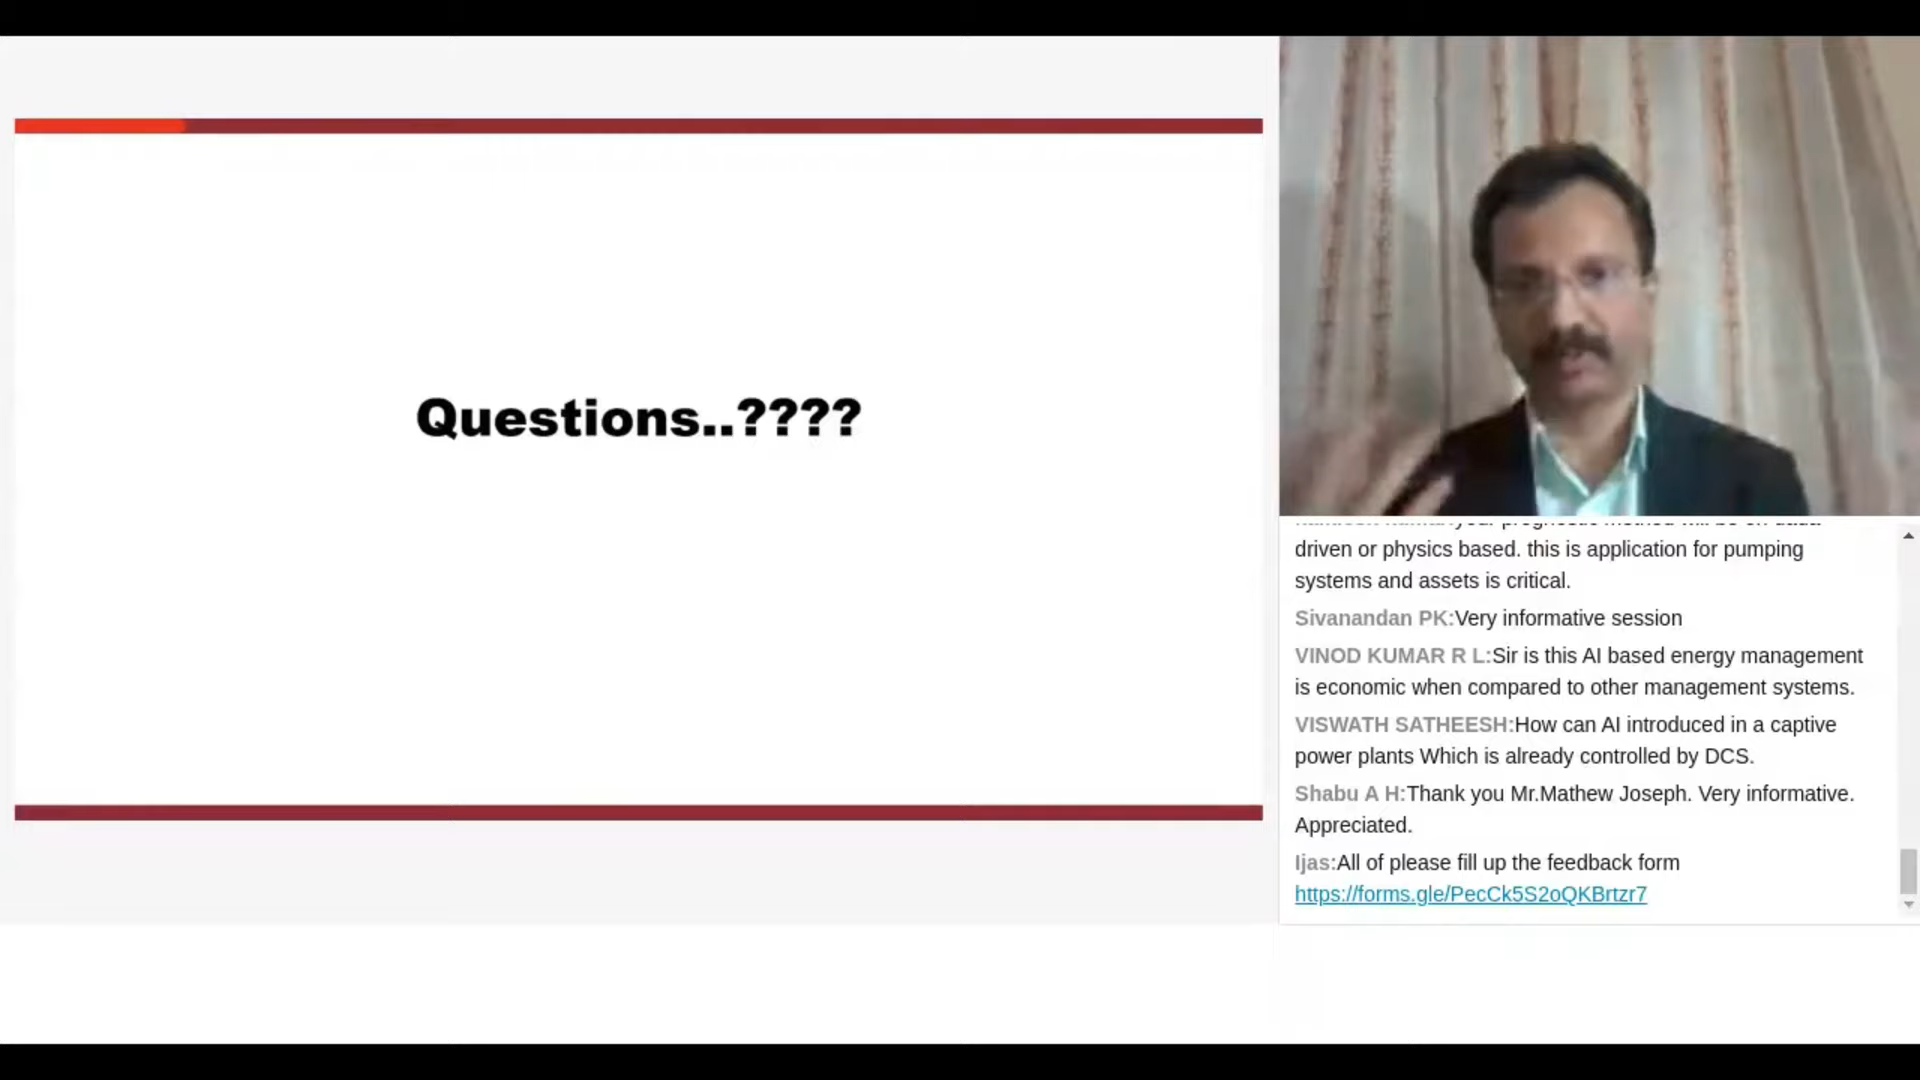 Questions..????
driven or physics based. this is application for pumping
systems and assets is critical.
Sivanandan PK:Very informative session
VINOD KUMAR R L:Sir is this AI based energy management
is economic when compared to other management systems.
VISWATH SATHEESH:How can AI introduced in a captive
power plants Which is already controlled by DCS.
Shabu A H:Thank you Mr.Mathew Joseph. Very informative.
Appreciated.
Ijas:All of please fill up the feedback form
https://forms.gle/PecCk5S2oQKBrtzr7